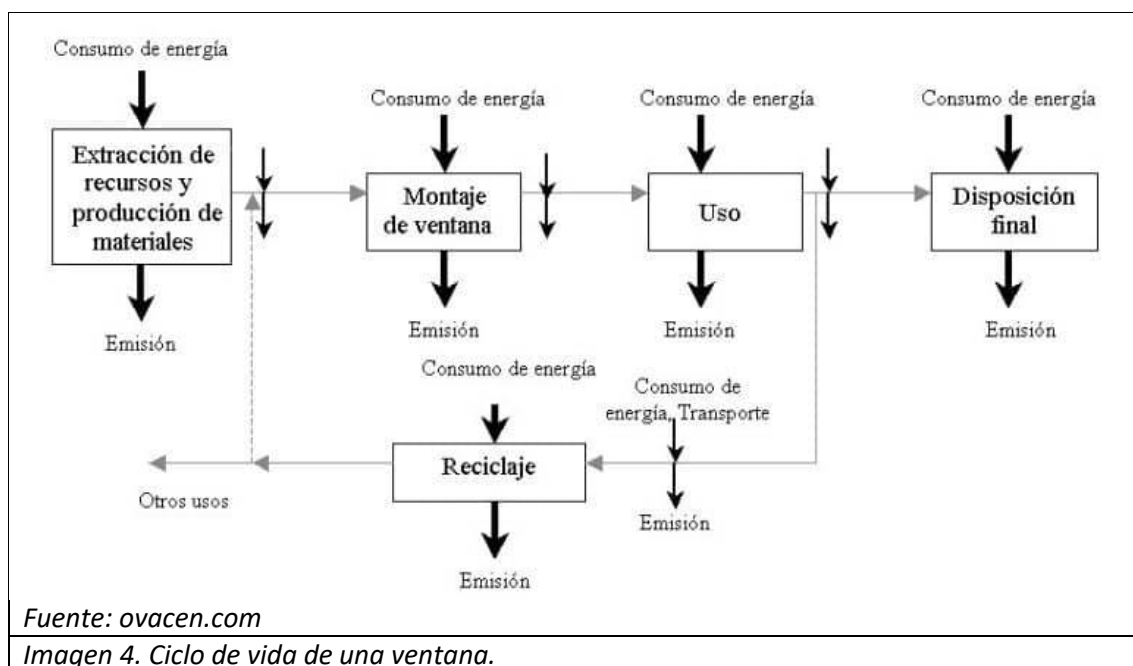 Consumo de energía
Extracción de
recursos y
producción de
materiales
Emisión
Consumo de energía
Montaje
de ventana
Emisión
Consumo de energía
Uso
Emisión
Consumo de energía
Disposición
final
Emisión
Consumo de energía
Reciclaje
Emisión
Consumo de
energía, Transporte
Emisión
Otros usos
Fuente: ovacen.com
Imagen 4. Ciclo de vida de una ventana.